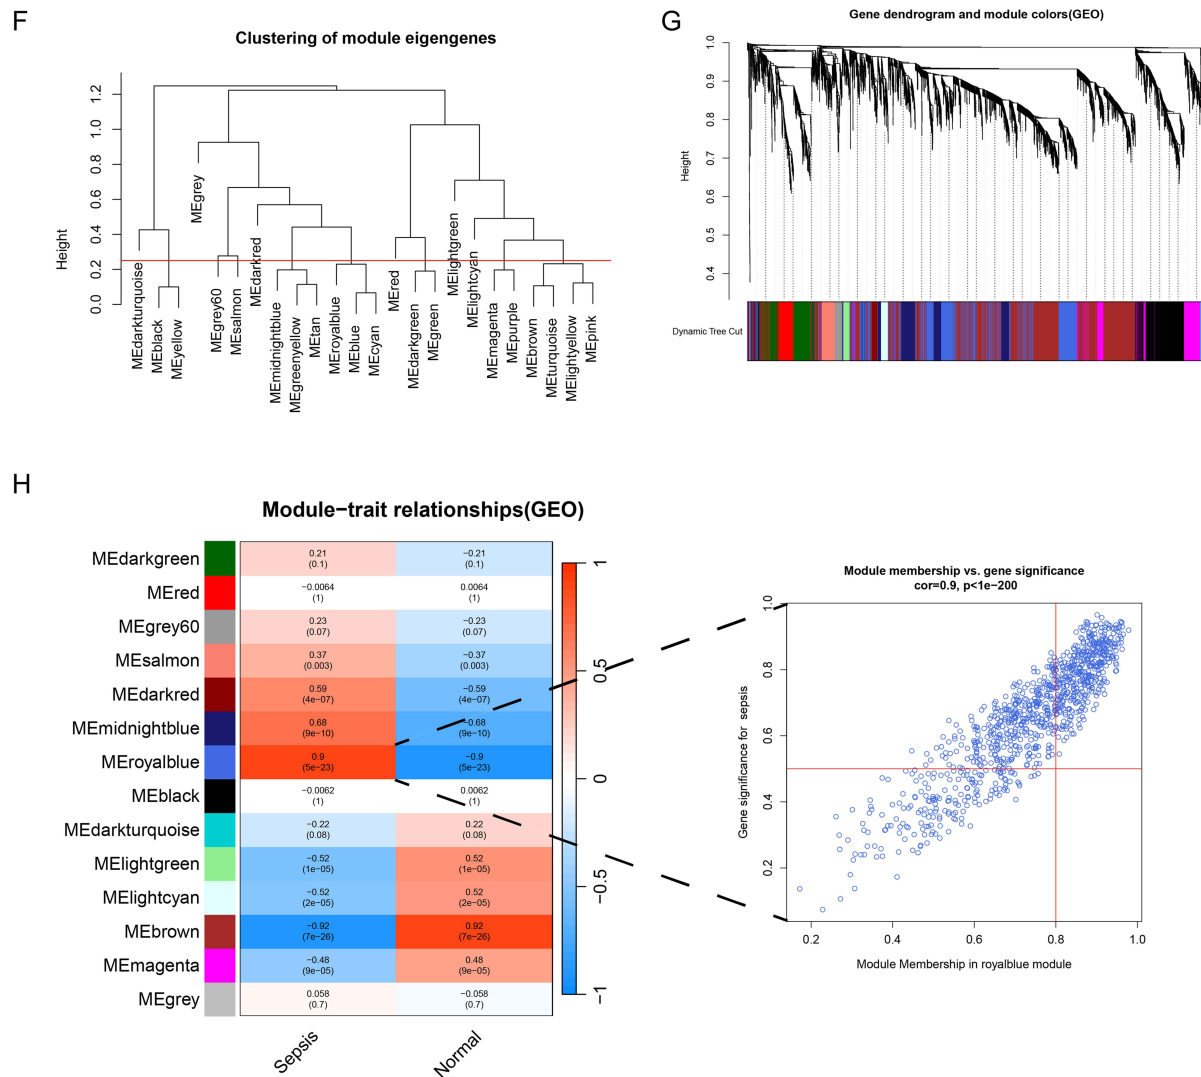 F
Clustering of module eigengenes
Height
0.0 0.2 0.4 0.6 0.8 1.0 1.2
MEdarkturquoise
MEblack
MEyellow
MEgrey
MEgrey60
MEsalmon
MEdarkred
MEmidnightblue
MEgreenyellow
MEtan
MEroyalblue
MEblue
MEcyan
MEred
MEdarkgreen
MEgreen
MElightgreen
MElightcyan
MEmagenta
MEpurple
MEbrown
MEturquoise
MElightyellow
MEpink
G
Gene dendrogram and module colors(GEO)
Height
0.4 0.5 0.6 0.7 0.8 0.9 1.0
Dynamic Tree Cut
H
Module−trait relationships(GEO)
MEdarkgreen
0.21 −0.21
(0.1) (0.1)
MEred
−0.0064 0.0064
(1) (1)
MEgrey60
0.23 −0.23
(0.07) (0.07)
MEsalmon
0.37 −0.37
(0.003) (0.003)
MEdarkred
0.59 −0.59
(4e−07) (4e−07)
MEmidnightblue
0.68 −0.68
(9e−10) (9e−10)
MEroyalblue
0.9 −0.9
(5e−23) (5e−23)
MEblack
−0.0062 0.0062
(1) (1)
MEdarkturquoise
−0.22 0.22
(0.08) (0.08)
MElightgreen
−0.52 0.52
(1e−05) (1e−05)
MElightcyan
−0.52 0.52
(2e−05) (2e−05)
MEbrown
−0.92 0.92
(7e−26) (7e−26)
MEmagenta
−0.48 0.48
(9e−05) (9e−05)
MEgrey
0.058 −0.058
(0.7) (0.7)
Sepsis Normal
1
0.5
0
−0.5
−1
Module membership vs. gene significance
cor=0.9, p<1e−200
Gene significance for sepsis
0.2 0.4 0.6 0.8 1.0
0.2 0.4 0.6 0.8 1.0
Module Membership in royalblue module